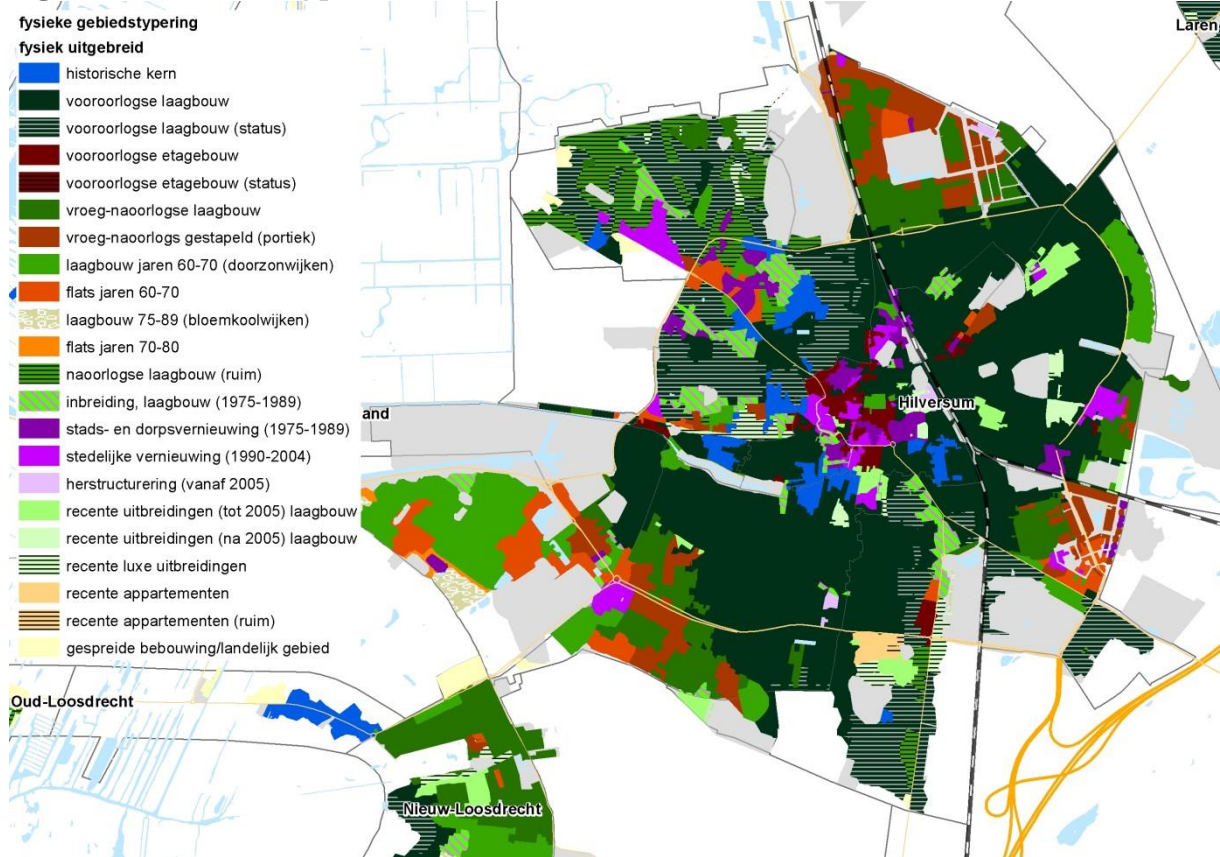 fysieke gebiedstypering
fysiek uitgebreid
historische kern
vooroorlogse laagbouw
vooroorlogse laagbouw (status)
vooroorlogse etagebouw
vooroorlogse etagebouw (status)
vroeg-naoorlogse laagbouw
vroeg-naoorlogs gestapeld (portiek)
laagbouw jaren 60-70 (doorzonwijken)
flats jaren 60-70
laagbouw 75-89 (bloemkoolwijken)
flats jaren 70-80
naoorlogse laagbouw (ruim)
inbreiding, laagbouw (1975-1989)
stads- en dorpsvernieuwing (1975-1989)
stedelijke vernieuwing (1990-2004)
herstructurering (vanaf 2005)
recente uitbreidingen (tot 2005) laagbouw
recente uitbreidingen (na 2005) laagbouw
recente luxe uitbreidingen
recente appartementen
recente appartementen (ruim)
gespreide bebouwing/landelijk gebied
Laren
and
Hilversum
Oud-Loosdrecht
Nieuw-Loosdrecht